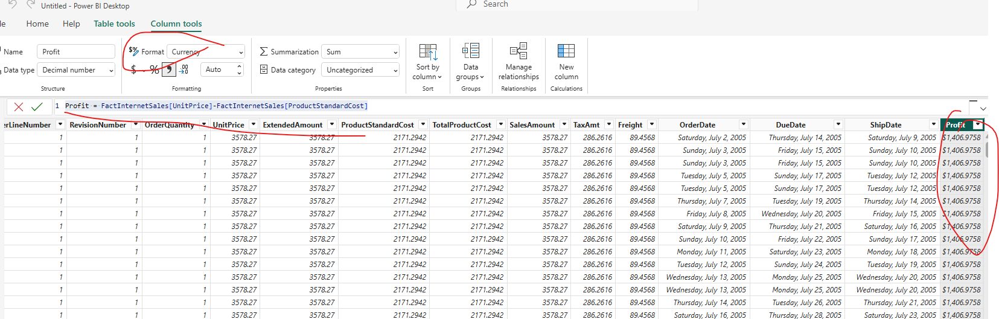 Untitled - Power BI Desktop
Search
le Home Help Table tools Column tools
Name Profit
$% Format Currency
Σ Summarization Sum
Data type Decimal number
$ % , .00 →.0 Auto
Data category Uncategorized
Sort by column
Data groups
Manage relationships
New column
Structure Formatting Properties Sort Groups Relationships Calculations
1 Profit = FactInternetSales[UnitPrice]-FactInternetSales[ProductStandardCost]
erLineNumber RevisionNumber OrderQuantity UnitPrice ExtendedAmount ProductStandardCost TotalProductCost SalesAmount TaxAmt Freight OrderDate DueDate ShipDate Profit
1 1 1 3578.27 3578.27 2171.2942 2171.2942 3578.27 286.2616 89.4568 Saturday, July 2, 2005 Thursday, July 14, 2005 Saturday, July 9, 2005 $1,406.9758
1 1 1 3578.27 3578.27 2171.2942 2171.2942 3578.27 286.2616 89.4568 Sunday, July 3, 2005 Friday, July 15, 2005 Sunday, July 10, 2005 $1,406.9758
1 1 1 3578.27 3578.27 2171.2942 2171.2942 3578.27 286.2616 89.4568 Sunday, July 3, 2005 Friday, July 15, 2005 Sunday, July 10, 2005 $1,406.9758
1 1 1 3578.27 3578.27 2171.2942 2171.2942 3578.27 286.2616 89.4568 Tuesday, July 5, 2005 Sunday, July 17, 2005 Tuesday, July 12, 2005 $1,406.9758
1 1 1 3578.27 3578.27 2171.2942 2171.2942 3578.27 286.2616 89.4568 Tuesday, July 5, 2005 Sunday, July 17, 2005 Tuesday, July 12, 2005 $1,406.9758
1 1 1 3578.27 3578.27 2171.2942 2171.2942 3578.27 286.2616 89.4568 Thursday, July 7, 2005 Tuesday, July 19, 2005 Thursday, July 14, 2005 $1,406.9758
1 1 1 3578.27 3578.27 2171.2942 2171.2942 3578.27 286.2616 89.4568 Friday, July 8, 2005 Wednesday, July 20, 2005 Friday, July 15, 2005 $1,406.9758
1 1 1 3578.27 3578.27 2171.2942 2171.2942 3578.27 286.2616 89.4568 Saturday, July 9, 2005 Thursday, July 21, 2005 Saturday, July 16, 2005 $1,406.9758
1 1 1 3578.27 3578.27 2171.2942 2171.2942 3578.27 286.2616 89.4568 Sunday, July 10, 2005 Friday, July 22, 2005 Sunday, July 17, 2005 $1,406.9758
1 1 1 3578.27 3578.27 2171.2942 2171.2942 3578.27 286.2616 89.4568 Monday, July 11, 2005 Saturday, July 23, 2005 Monday, July 18, 2005 $1,406.9758
1 1 1 3578.27 3578.27 2171.2942 2171.2942 3578.27 286.2616 89.4568 Tuesday, July 12, 2005 Sunday, July 24, 2005 Tuesday, July 19, 2005 $1,406.9758
1 1 1 3578.27 3578.27 2171.2942 2171.2942 3578.27 286.2616 89.4568 Wednesday, July 13, 2005 Monday, July 25, 2005 Wednesday, July 20, 2005 $1,406.9758
1 1 1 3578.27 3578.27 2171.2942 2171.2942 3578.27 286.2616 89.4568 Wednesday, July 13, 2005 Monday, July 25, 2005 Wednesday, July 20, 2005 $1,406.9758
1 1 1 3578.27 3578.27 2171.2942 2171.2942 3578.27 286.2616 89.4568 Thursday, July 14, 2005 Tuesday, July 26, 2005 Thursday, July 21, 2005 $1,406.9758
1 1 1 3578.27 3578.27 2171.2942 2171.2942 3578.27 286.2616 89.4568 Saturday, July 16, 2005 Thursday, July 28, 2005 Saturday, July 23, 2005 $1,406.9758